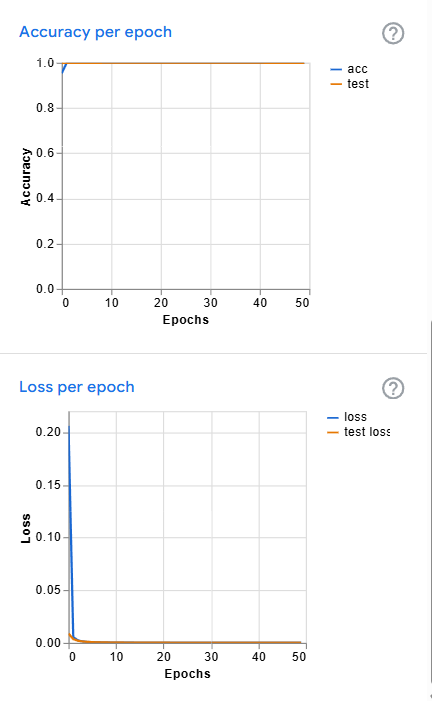 Accuracy per epoch
?
1.0
0.8
0.6
0.4
0.2
0.0
Accuracy
0 10 20 30 40 50
Epochs
acc
test
Loss per epoch
?
0.20
0.15
0.10
0.05
0.00
Loss
0 10 20 30 40 50
Epochs
loss
test loss